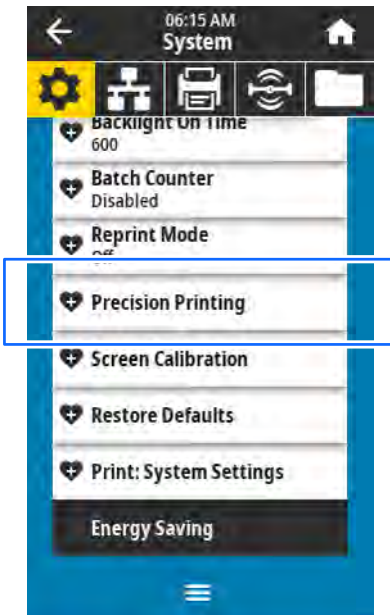 06:15 AM
System
Backlight On Time
600
Batch Counter
Disabled
Reprint Mode
Off
Precision Printing
Screen Calibration
Restore Defaults
Print: System Settings
Energy Saving